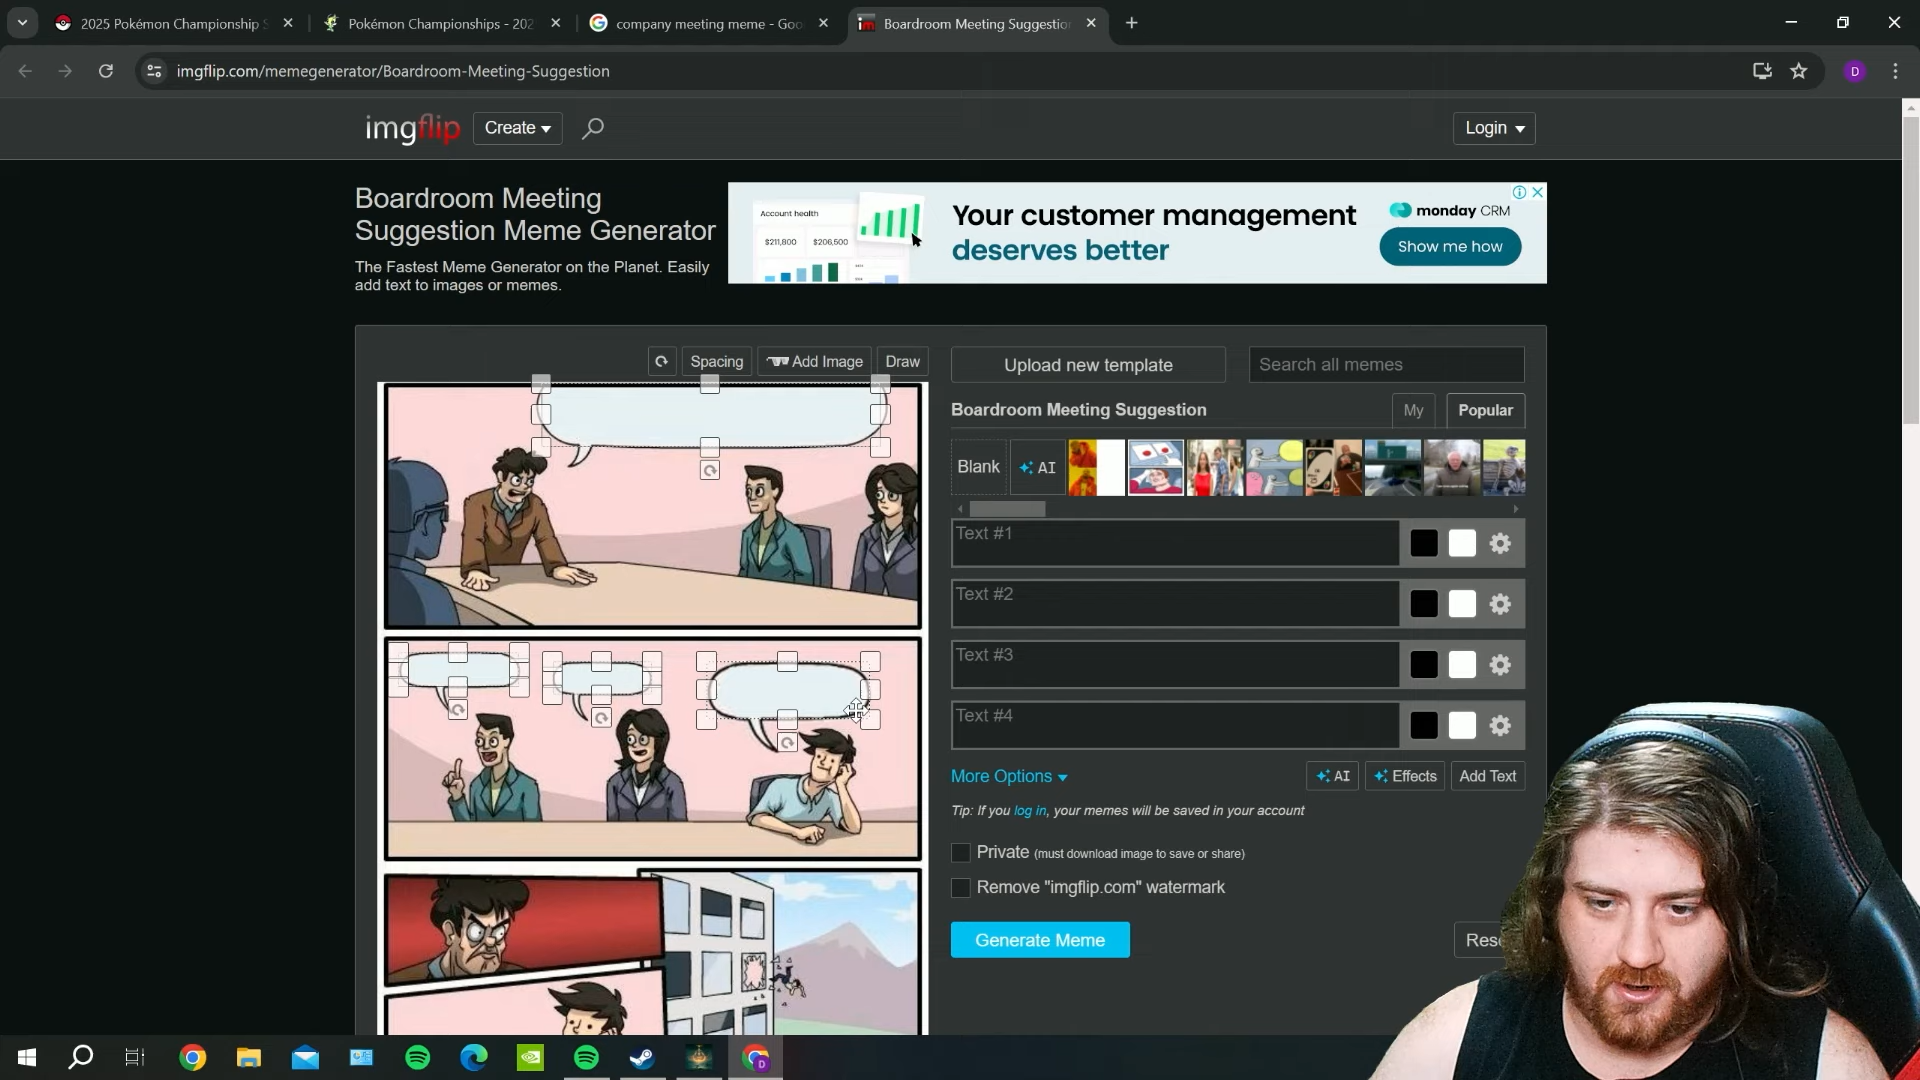 2025 Pokémon Championship S
Pokémon Championships - 202
company meeting meme - Goo
Boardroom Meeting Suggestio
imgflip.com/memegenerator/Boardroom-Meeting-Suggestion
D
imgflip
Create
Login
Boardroom Meeting
Suggestion Meme Generator
The Fastest Meme Generator on the Planet. Easily
add text to images or memes.
Account health
$211,800
$206,500
Your customer management
deserves better
monday CRM
Show me how
Spacing
Add Image
Draw
Upload new template
Search all memes
Boardroom Meeting Suggestion
My
Popular
Blank
AI
Text #1
Text #2
Text #3
Text #4
More Options
AI
Effects
Add Text
Tip: If you log in, your memes will be saved in your account
Private (must download image to save or share)
Remove "imgflip.com" watermark
Generate Meme
Rese